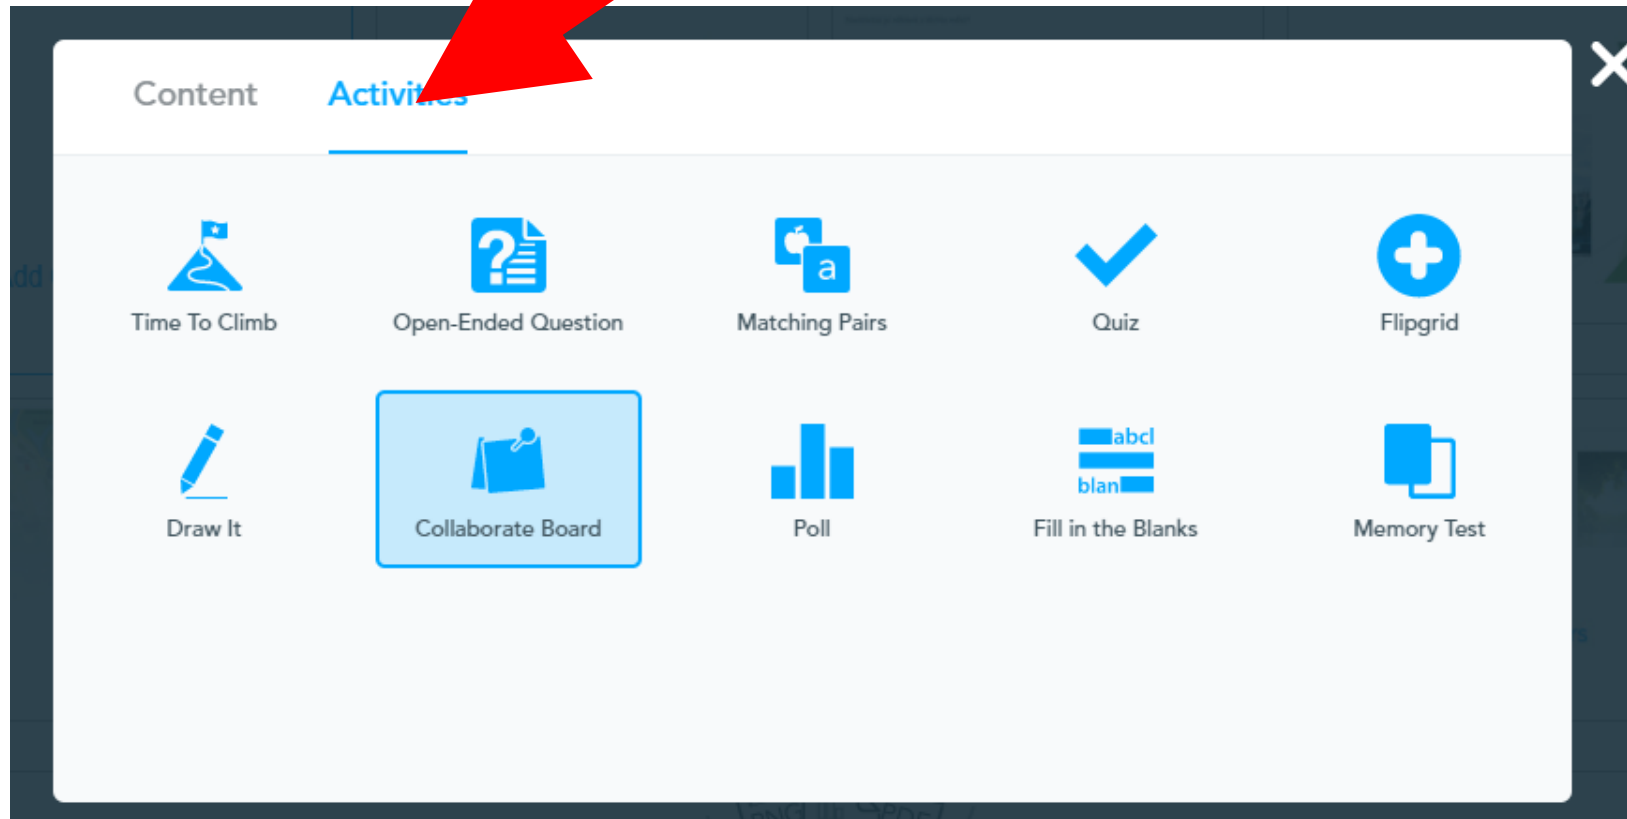 Content Activities
Time To Climb
Open-Ended Question
a
Matching Pairs
Quiz
Flipgrid
Draw It
Collaborate Board
Poll
abcl
blan
Fill in the Blanks
Memory Test